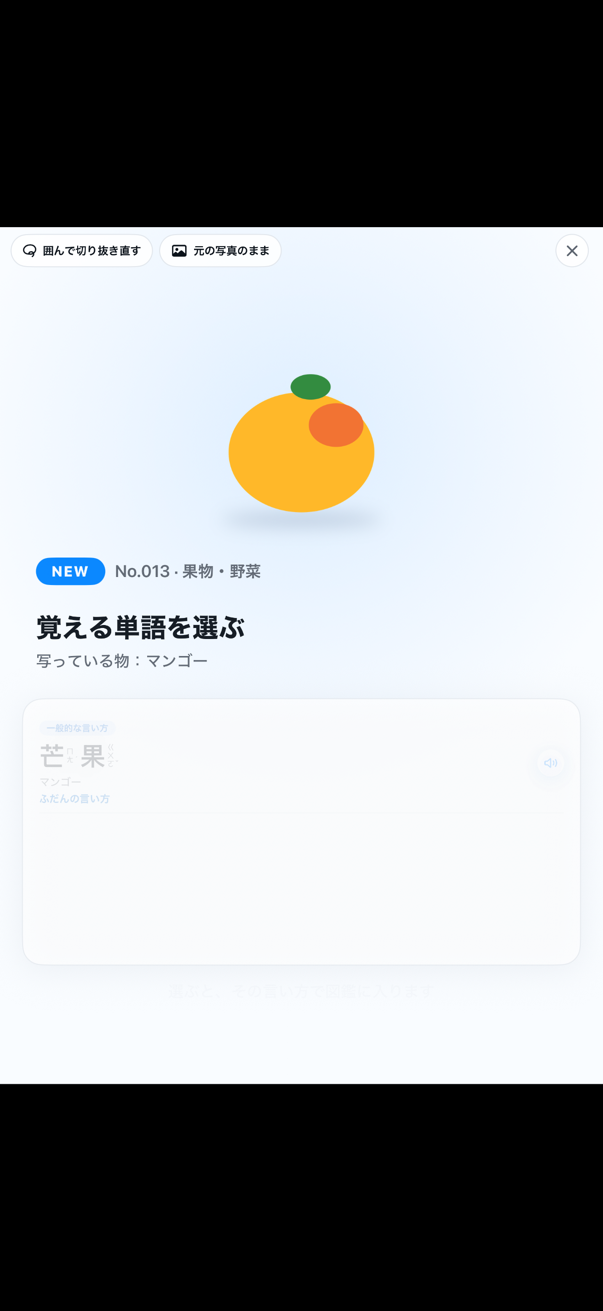 囲んで切り抜き直す
元の写真のまま
NEW No.013 · 果物・野菜
覚える単語を選ぶ
写っている物：マンゴー
一般的な言い方
芒果
マンゴー
ふだんの言い方